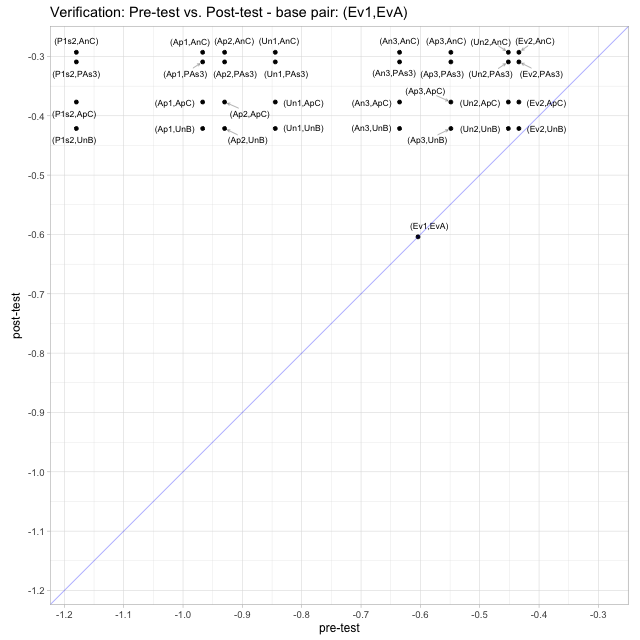 Verification: Pre-test vs. Post-test - base pair: (Ev1,EvA)
(P1s2,AnC) (Ap1,AnC) (Ap2,AnC) (Un1,AnC) (An3,AnC) (Ap3,AnC) (Un2,AnC) (Ev2,AnC)
-0.3
(P1s2,PAs3) (Ap1,PAs3) (Ap2,PAs3) (Un1,PAs3) (An3,PAs3) (Ap3,PAs3) (Un2,PAs3) (Ev2,PAs3)
(Ap3,ApC)
(Ap1,ApC) (Un1,ApC) (An3,ApC) (Un2,ApC) (Ev2,ApC)
(P1s2,ApC) (Ap2,ApC)
-0.4
(Ap1,UnB) (Un1,UnB) (An3,UnB) (Un2,UnB) (Ev2,UnB)
(P1s2,UnB) (Ap2,UnB) (Ap3,UnB)
-0.5
(Ev1,EvA)
-0.6
-0.7
post-test
-0.8
-0.9
-1.0
-1.1
-1.2
-1.2 -1.1 -1.0 -0.9 -0.8 -0.7 -0.6 -0.5 -0.4 -0.3
pre-test